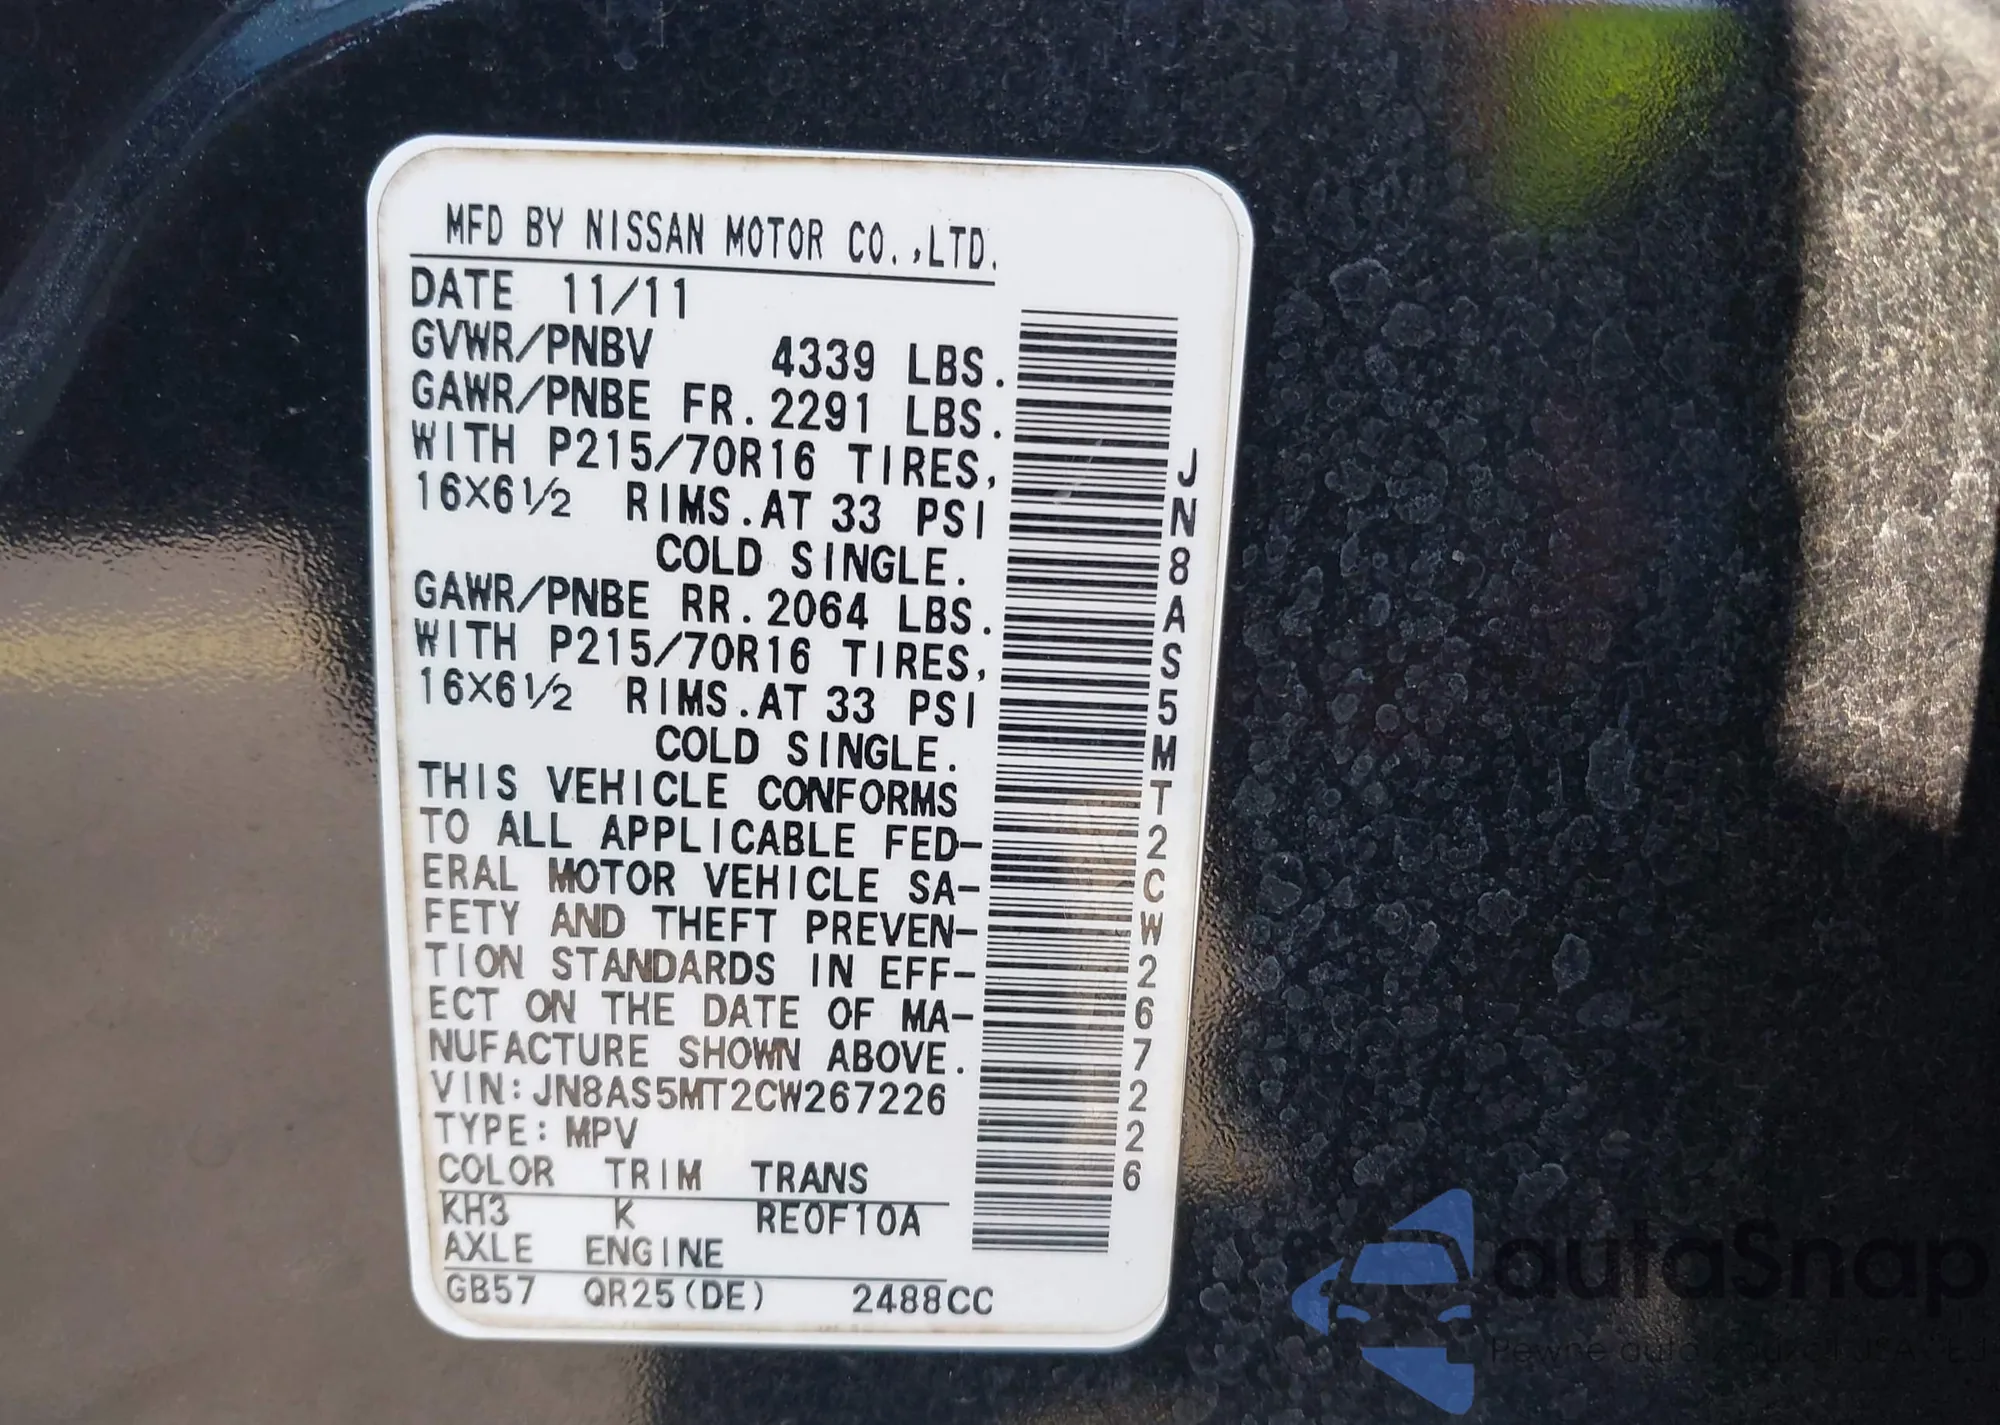 MFD BY NISSAN MOTOR CO.,LTD.
DATE 11/11
GVWR/PNBV 4339 LBS.
GAWR/PNBE FR.2291 LBS.
WITH P215/70R16 TIRES,
16X6½ RIMS.AT 33 PSI
COLD SINGLE.
GAWR/PNBE RR.2064 LBS.
WITH P215/70R16 TIRES,
16X6½ RIMS.AT 33 PSI
COLD SINGLE.
THIS VEHICLE CONFORMS
TO ALL APPLICABLE FED-
ERAL MOTOR VEHICLE SA-
FETY AND THEFT PREVEN-
TION STANDARDS IN EFF-
ECT ON THE DATE OF MA-
NUFACTURE SHOWN ABOVE.
VIN:JN8AS5MT2CW267226
TYPE:MPV
COLOR TRIM TRANS
KH3 K RE0F10A
AXLE ENGINE
GB57 QR25(DE) 2488CC
JN8AS5MT2CW267226
autoSnap
Pewne auta z